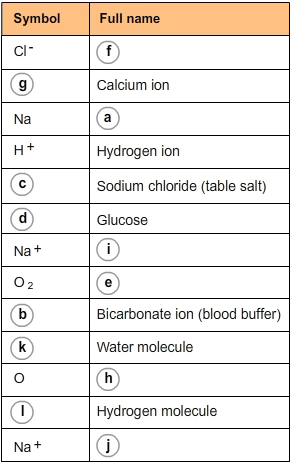 Symbol Full name
Cl⁻ f
g Calcium ion
Na a
H⁺ Hydrogen ion
c Sodium chloride (table salt)
d Glucose
Na⁺ i
O₂ e
b Bicarbonate ion (blood buffer)
k Water molecule
O h
l Hydrogen molecule
Na⁺ j